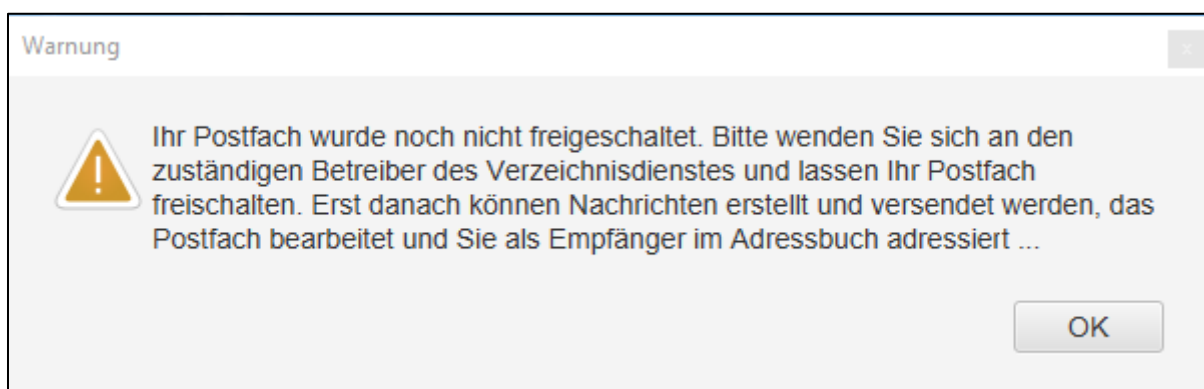 Warnung
x
Ihr Postfach wurde noch nicht freigeschaltet. Bitte wenden Sie sich an den
zuständigen Betreiber des Verzeichnisdienstes und lassen Ihr Postfach
freischalten. Erst danach können Nachrichten erstellt und versendet werden, das
Postfach bearbeitet und Sie als Empfänger im Adressbuch adressiert ...
OK